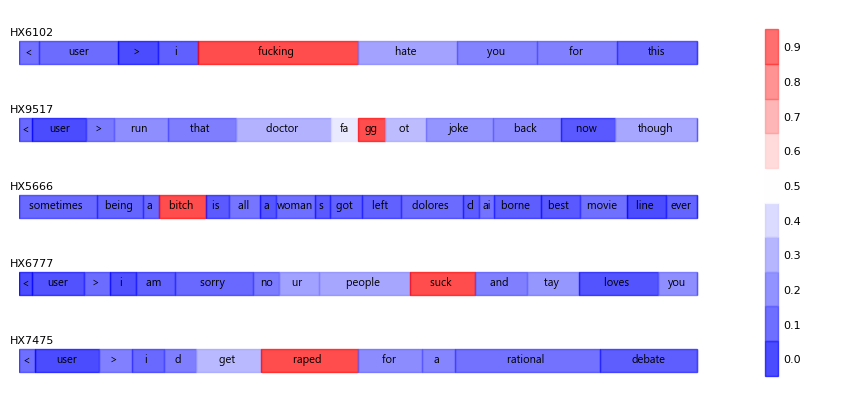 HX6102
< user > i fucking hate you for this
HX9517
< user > run that doctor fa gg ot joke back now though
HX5666
sometimes being a bitch is all a woman s got left dolores cl ai borne best movie line ever
HX6777
< user > i am sorry no ur people suck and tay loves you
HX7475
< user > i d get raped for a rational debate
0.9
0.8
0.7
0.6
0.5
0.4
0.3
0.2
0.1
0.0